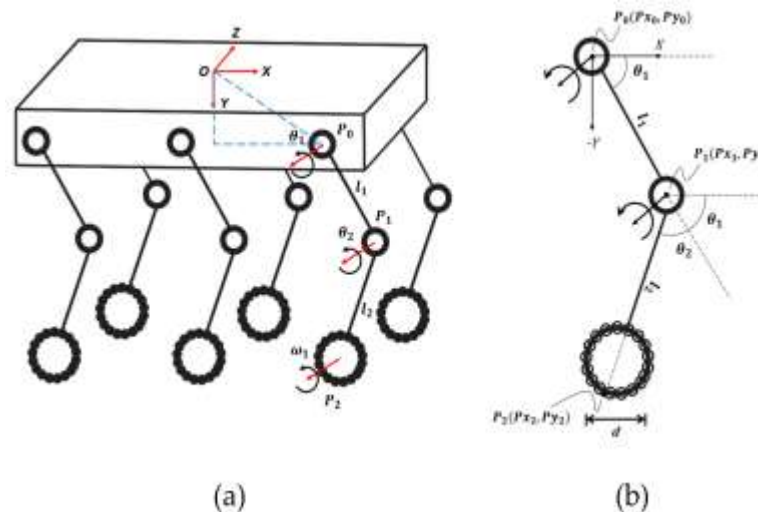 Z
O
X
Y
P₀
θ₁
l₁
P₁
θ₂
l₂
ω₁
P₂
(a)
P₀(Px₀, Py₀)
X
θ₁
-Y
l₁
P₁(Px₁, Py
θ₁
θ₂
P₂(Px₂, Py₂)
d
(b)